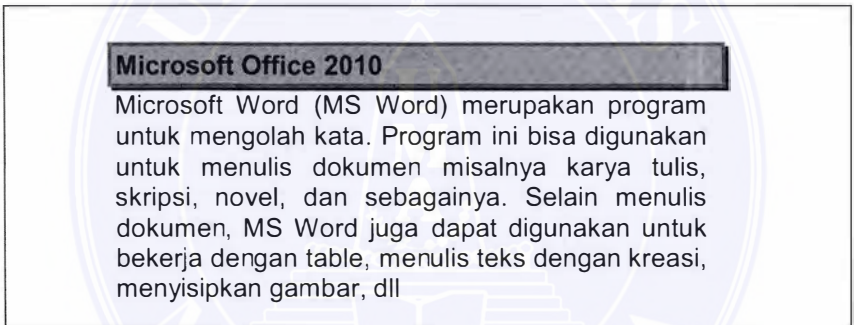 Microsoft Office 2010
Microsoft Word (MS Word) merupakan program
untuk mengolah kata. Program ini bisa digunakan
untuk menulis dokumen misalnya karya tulis,
skripsi, novel, dan sebagainya. Selain menulis
dokumen, MS Word juga dapat digunakan untuk
bekerja dengan table, menulis teks dengan kreasi,
menyisipkan gambar, dll